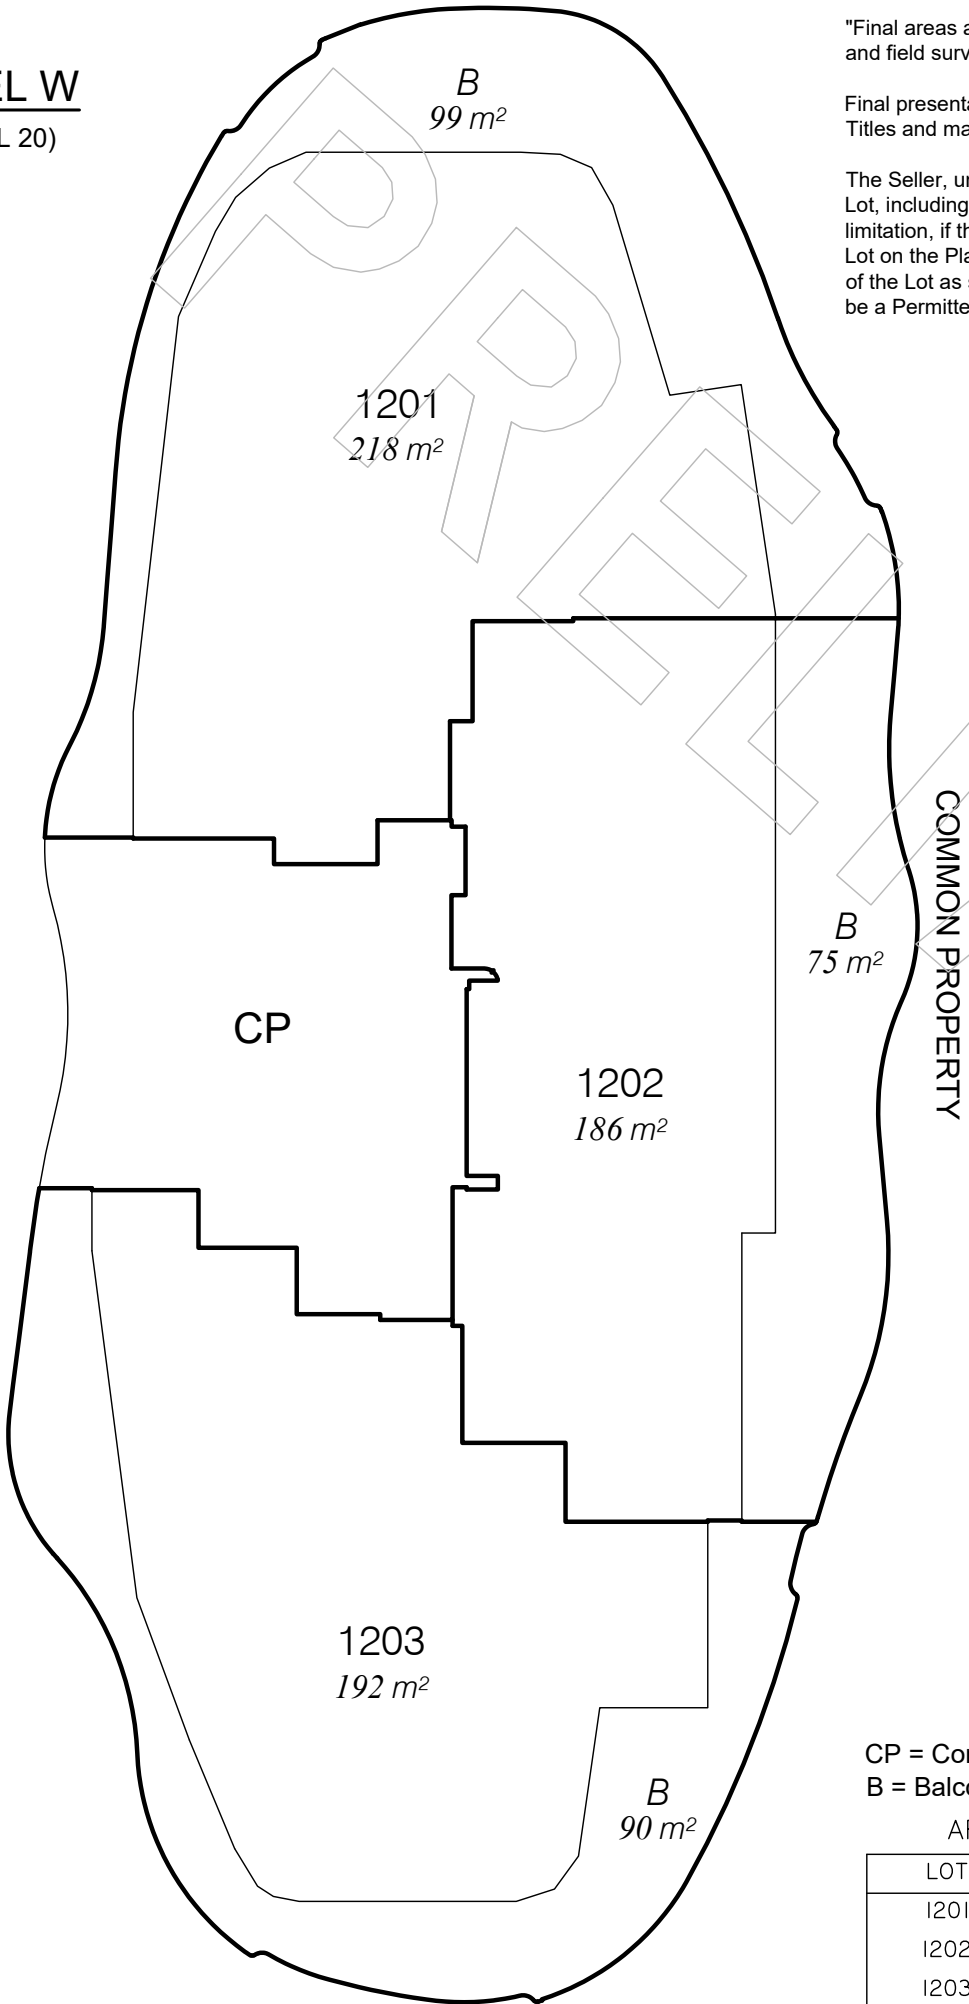 EL W
L 20)
"Final areas a
and field surv
Final presenta
Titles and ma
The Seller, un
Lot, including
limitation, if th
Lot on the Pla
of the Lot as s
be a Permitte
B
99 m²
1201
218 m²
B
75 m²
COMMON PROPERTY
CP
1202
186 m²
1203
192 m²
B
90 m²
CP = Co
B = Balc
LOT
1201
1202
1203
PREL